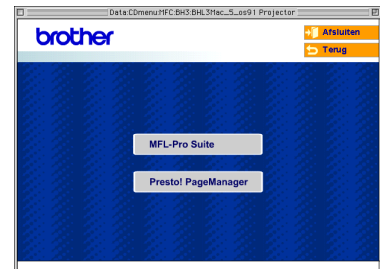 Data:CDmenu:MFC:BH3:BHL3Mac_5_os91 Projector
brother
Afsluiten
Terug
MFL-Pro Suite
Presto! PageManager